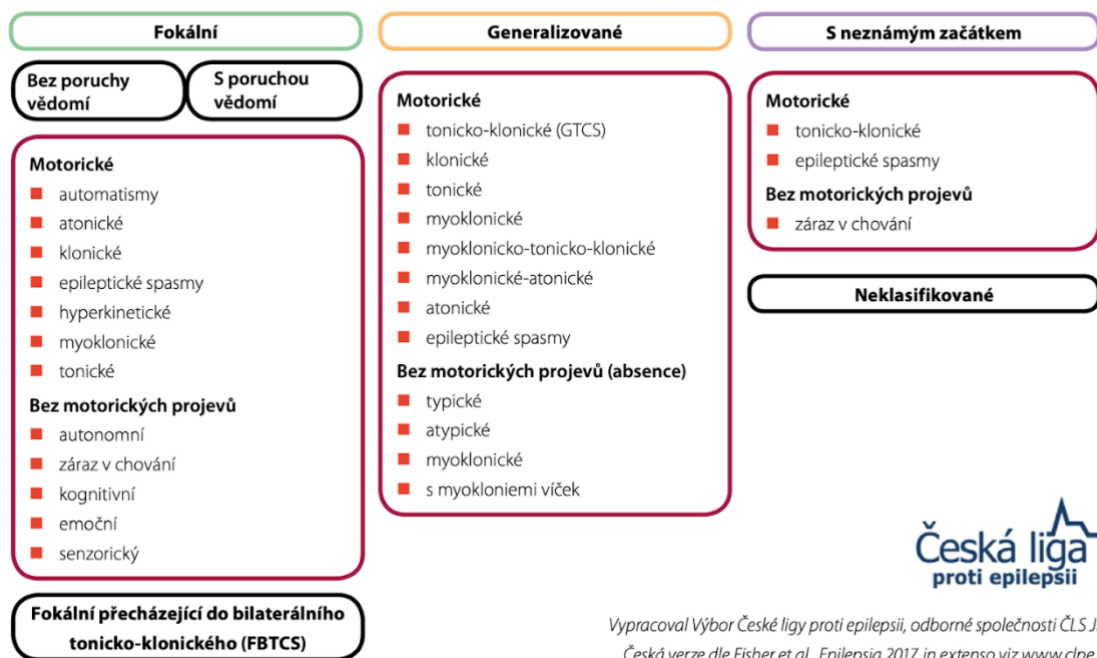 Fokální
Bez poruchy
vědomí
S poruchou
vědomí
Motorické
automatismy
atonické
klonické
epileptické spasmy
hyperkinetické
myoklonické
tonické
Bez motorických projevů
autonomní
záraz v chování
kognitivní
emoční
senzorický
Fokální přecházející do bilaterálního
tonicko-klonického (FBTCS)
Generalizované
Motorické
tonicko-klonické (GTCS)
klonické
tonické
myoklonické
myoklonicko-tonicko-klonické
myoklonické-atonické
atonické
epileptické spasmy
Bez motorických projevů (absence)
typické
atypické
myoklonické
s myokloniemi víček
S neznámým začátkem
Motorické
tonicko-klonické
epileptické spasmy
Bez motorických projevů
záraz v chování
Neklasifikované
Česká liga
proti epilepsii
Vypracoval Výbor České ligy proti epilepsii, odborné společnosti ČLS
Česká verze dle Fisher et al., Epilepsia 2017, in extenso viz www.clpe.